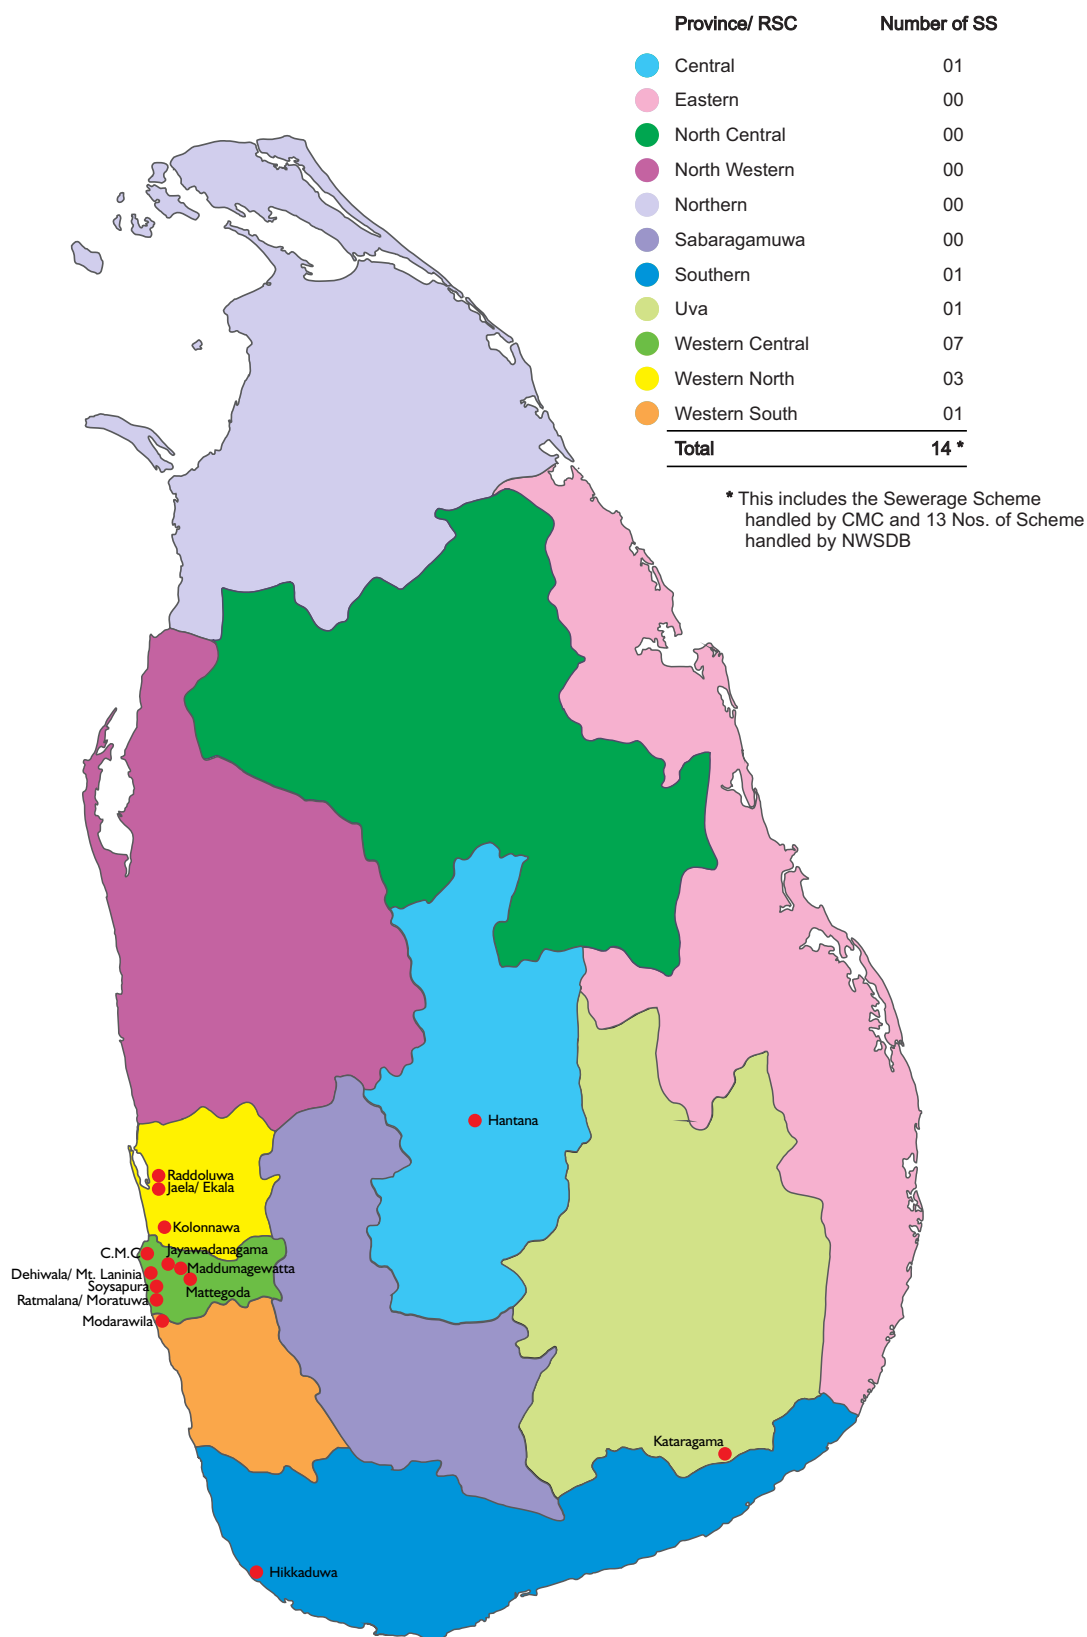 Province/ RSC Number of SS
Central 01
Eastern 00
North Central 00
North Western 00
Northern 00
Sabaragamuwa 00
Southern 01
Uva 01
Western Central 07
Western North 03
Western South 01
Total 14 *
* This includes the Sewerage Scheme
handled by CMC and 13 Nos. of Scheme
handled by NWSDB
Hantana
Raddoluwa
Jaela/ Ekala
Kolonnawa
C.M.C
Jayawadanagama
Maddumagewatta
Dehiwala/ Mt. Laninia
Mattegoda
Soysapura
Ratmalana/ Moratuwa
Modarawila
Kataragama
Hikkaduwa